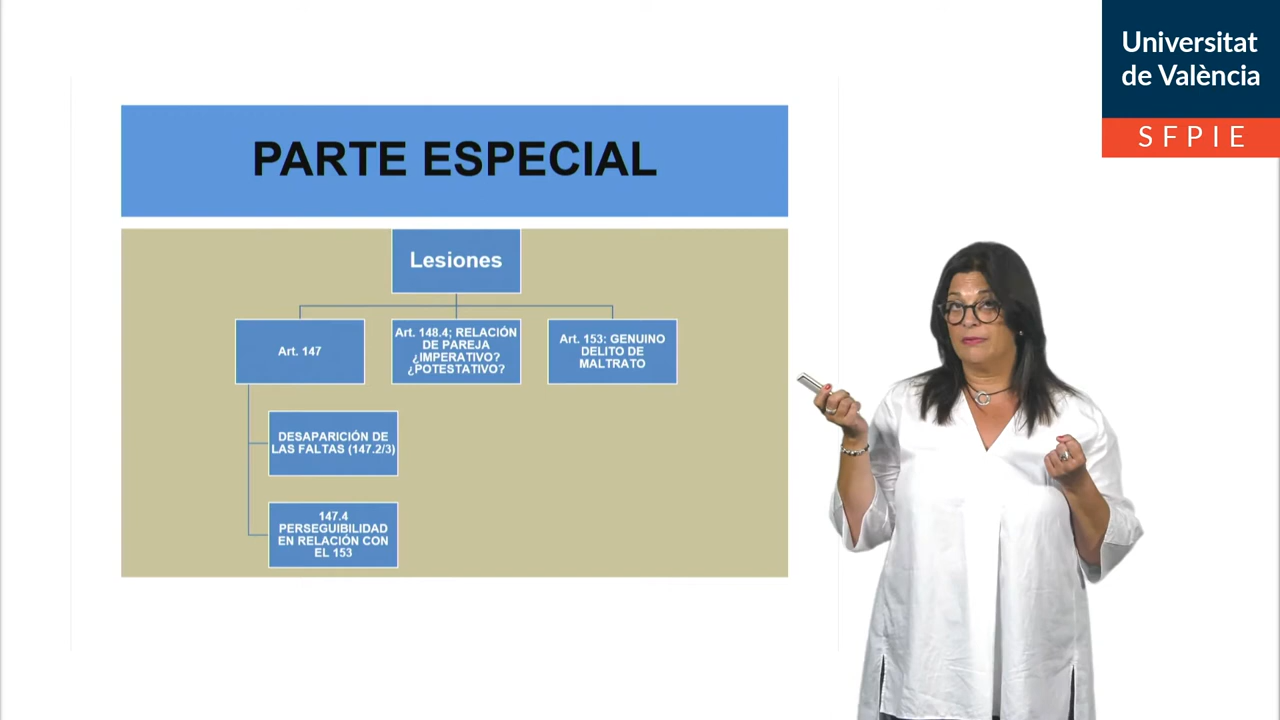 Universitat
de València
SFPIE
PARTE ESPECIAL
Lesiones
Art. 147
Art. 148.4; RELACIÓN
DE PAREJA
¿IMPERATIVO?
¿POTESTATIVO?
Art. 153: GENUINO
DELITO DE
MALTRATO
DESAPARICIÓN DE
LAS FALTAS (147.2/3)
147.4
PERSEGUIBILIDAD
EN RELACIÓN CON
EL 153